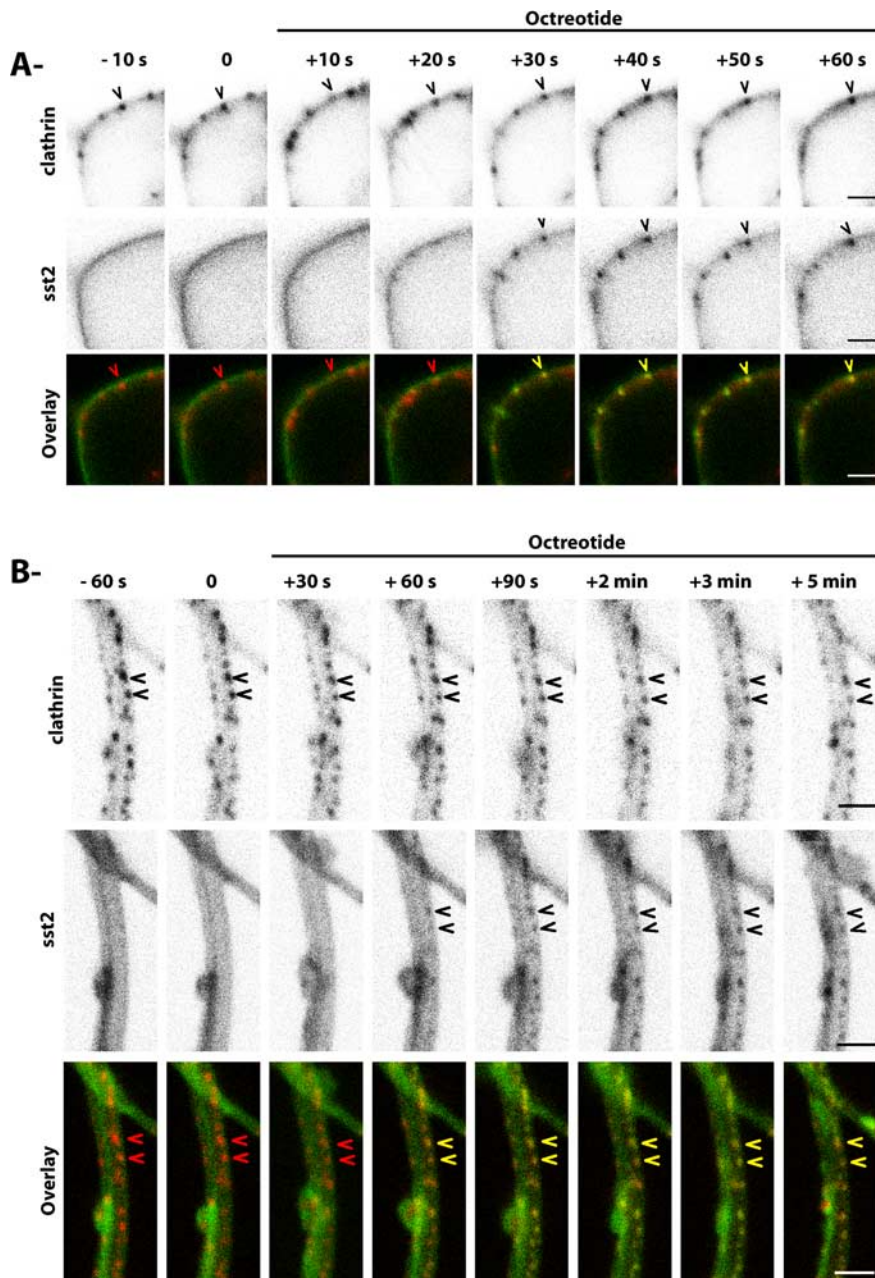 Octreotide
A-
- 10 s 0 +10 s +20 s +30 s +40 s +50 s +60 s
clathrin
sst2
Overlay
Octreotide
B-
- 60 s 0 +30 s + 60 s +90 s +2 min +3 min + 5 min
clathrin
sst2
Overlay